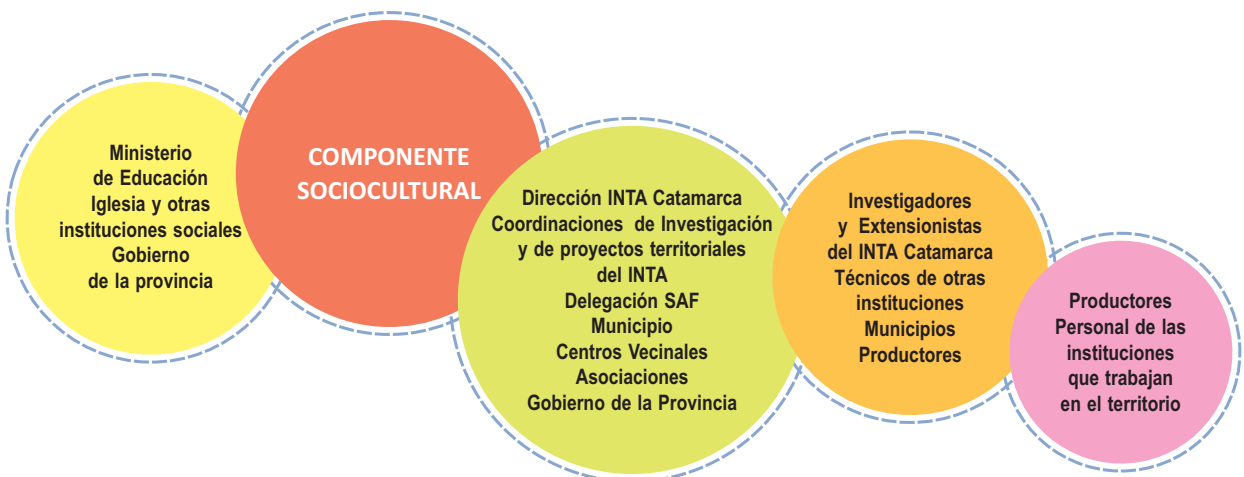 Ministerio
de Educación
Iglesia y otras
instituciones sociales
Gobierno
de la provincia
COMPONENTE
SOCIOCULTURAL
Dirección INTA Catamarca
Coordinaciones de Investigación
y de proyectos territoriales
del INTA
Delegación SAF
Municipio
Centros Vecinales
Asociaciones
Gobierno de la Provincia
Investigadores
y Extensionistas
del INTA Catamarca
Técnicos de otras
instituciones
Municipios
Productores
Productores
Personal de las
instituciones
que trabajan
en el territorio